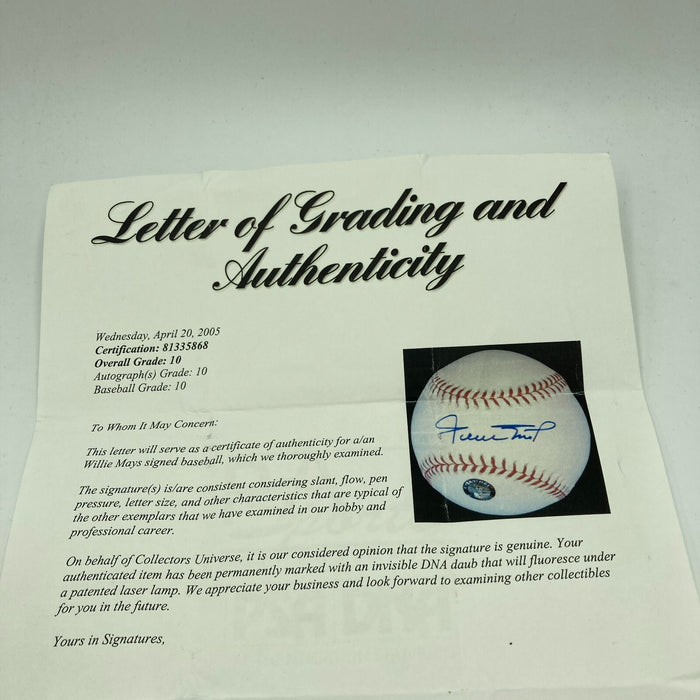 Letter of Grading and
Authenticity
Wednesday, April 20, 2005
Certification: 81335868
Overall Grade: 10
Autograph(s) Grade: 10
Baseball Grade: 10
To Whom It May Concern:
This letter will serve as a certificate of authenticity for a/an
Willie Mays signed baseball, which we thoroughly examined.
The signature(s) is/are consistent considering slant, flow, pen
pressure, letter size, and other characteristics that are typical of
the other exemplars that we have examined in our hobby and
professional career.
On behalf of Collectors Universe, it is our considered opinion that the signature is genuine. Your
authenticated item has been permanently marked with an invisible DNA daub that will fluoresce under
a patented laser lamp. We appreciate your business and look forward to examining other collectibles
for you in the future.
Yours in Signatures,
Willie Mays